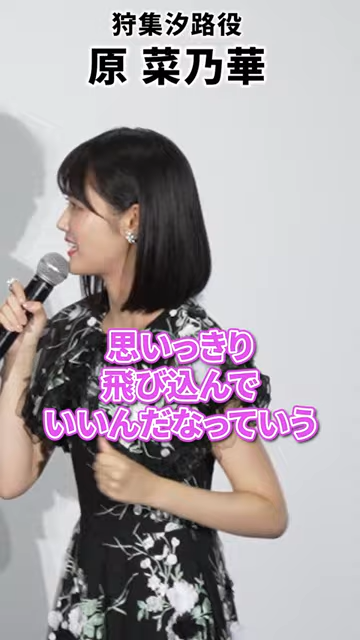 狩集汐路役
原 菜乃華
思いっきり
飛び込んで
いいんだなっていう